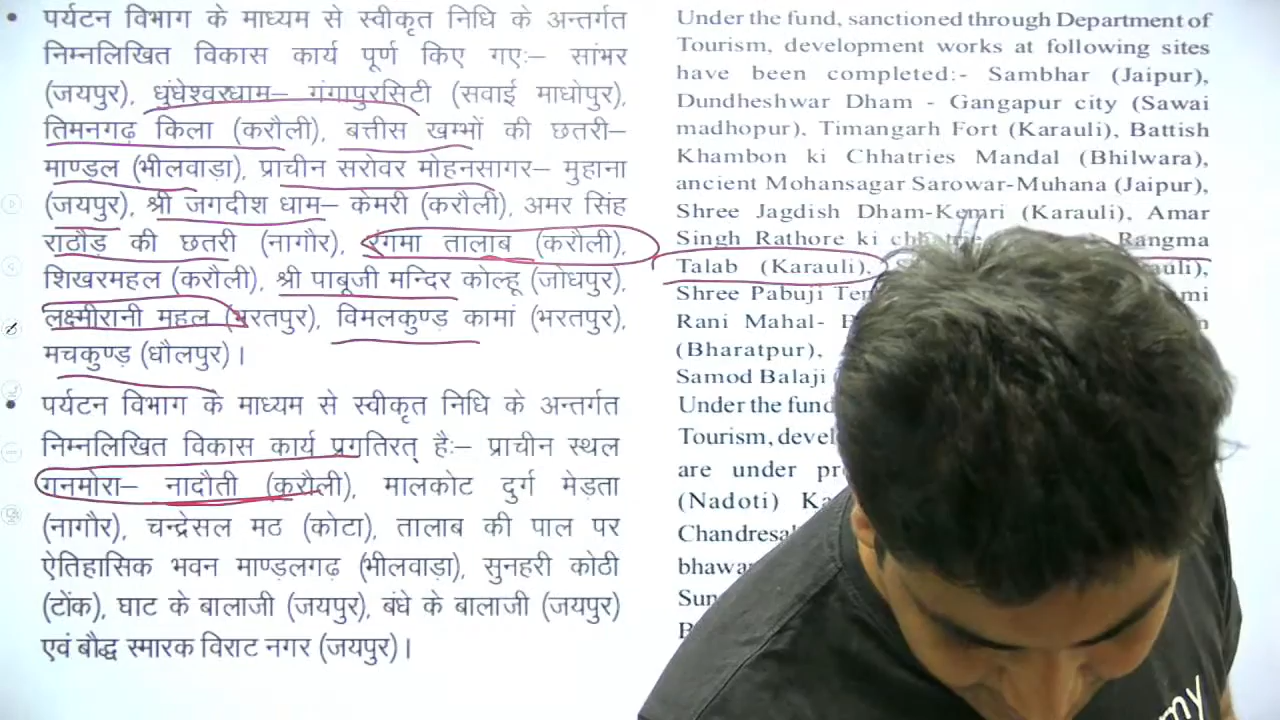 पर्यटन विभाग के माध्यम से स्वीकृत निधि के अन्तर्गत
निम्नलिखित विकास कार्य पूर्ण किए गए:– सांभर
(जयपुर), धुंधेश्वरधाम– गंगापुरसिटी (सवाई माधोपुर),
तिमनगढ़ किला (करौली), बत्तीस खम्भों की छतरी–
माण्डल (भीलवाड़ा), प्राचीन सरोवर मोहनसागर– मुहाना
(जयपुर), श्री जगदीश धाम– केमरी (करौली), अमर सिंह
राठौड़ की छतरी (नागौर), रंगमा तालाब (करौली),
शिखरमहल (करौली), श्री पाबूजी मन्दिर कोल्हू (जोधपुर),
लक्ष्मीरानी महल (भरतपुर), विमलकुण्ड़ कामां (भरतपुर),
मचकुण्ड़ (धौलपुर)।
पर्यटन विभाग के माध्यम से स्वीकृत निधि के अन्तर्गत
निम्नलिखित विकास कार्य प्रगतिरत् है:– प्राचीन स्थल
गनमोरा– नादौती (करौली), मालकोट दुर्ग मेड़ता
(नागौर), चन्द्रेसल मठ (कोटा), तालाब की पाल पर
ऐतिहासिक भवन माण्ड़लगढ़ (भीलवाड़ा), सुनहरी कोठी
(टोंक), घाट के बालाजी (जयपुर), बंधे के बालाजी (जयपुर)
एवं बौद्ध स्मारक विराट नगर (जयपुर)।
Under the fund, sanctioned through Department of
Tourism, development works at following sites
have been completed:- Sambhar (Jaipur),
Dundheshwar Dham - Gangapur city (Sawai
madhopur), Timangarh Fort (Karauli), Battish
Khambon ki Chhatries Mandal (Bhilwara),
ancient Mohansagar Sarowar-Muhana (Jaipur),
Shree Jagdish Dham-Kemri (Karauli), Amar
Singh Rathore ki Rangma
Talab (Karauli),
Shree Pabuji
Rani Mahal-
(Bharatpur),
Samod Balaji
Under the fund
Tourism,
are under
(Nadoti)